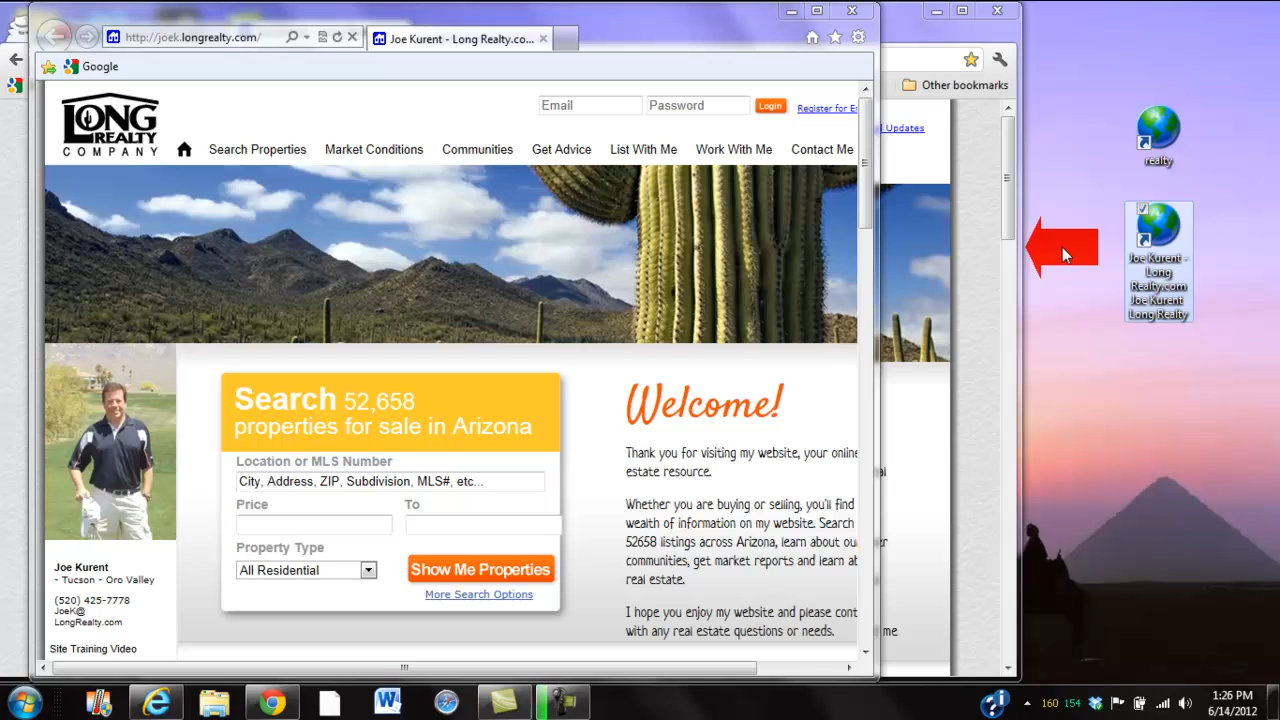 http://joek.longrealty.com/
Joe Kurent - Long Realty.co...
Google
Other bookmarks
LONG
REALTY
COMPANY
Email
Password
Login
Register for E
Updates
Search Properties
Market Conditions
Communities
Get Advice
List With Me
Work With Me
Contact Me
realty
Joe Kurent -
Long
Realty.com
Joe Kurent
Long Realty
Search 52,658
properties for sale in Arizona
Location or MLS Number
City, Address, ZIP, Subdivision, MLS#, etc...
Price
To
Property Type
All Residential
Show Me Properties
More Search Options
Welcome!
Thank you for visiting my website, your online
estate resource.
Whether you are buying or selling, you'll find
wealth of information on my website. Search
52658 listings across Arizona, learn about our
communities, get market reports and learn ab
real estate.
I hope you enjoy my website and please cont
with any real estate questions or needs.
me
Joe Kurent
- Tucson - Oro Valley
(520) 425-7778
JoeK@
LongRealty.com
Site Training Video
160 154
1:26 PM
6/14/2012